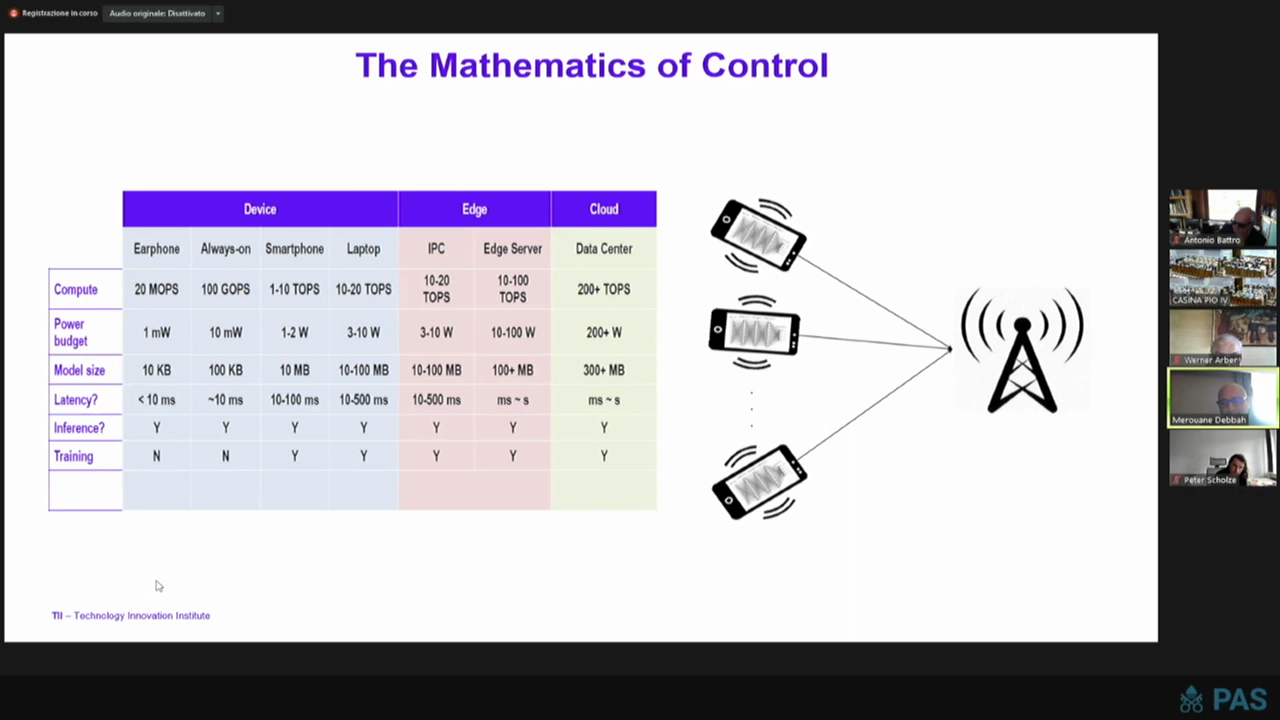 Registrazione in corso
Audio originale: Disattivato
The Mathematics of Control
Device Edge Cloud
Earphone Always-on Smartphone Laptop IPC Edge Server Data Center
Compute 20 MOPS 100 GOPS 1-10 TOPS 10-20 TOPS 10-20 TOPS 10-100 TOPS 200+ TOPS
Power budget 1 mW 10 mW 1-2 W 3-10 W 3-10 W 10-100 W 200+ W
Model size 10 KB 100 KB 10 MB 10-100 MB 10-100 MB 100+ MB 300+ MB
Latency? < 10 ms ~10 ms 10-100 ms 10-500 ms 10-500 ms ms ~ s ms ~ s
Inference? Y Y Y Y Y Y Y
Training N N Y Y Y Y Y
TII – Technology Innovation Institute
Antonio Battro
CASINA PIO IV
Werner Arber
Merouane Debbah
Peter Scholze
PAS